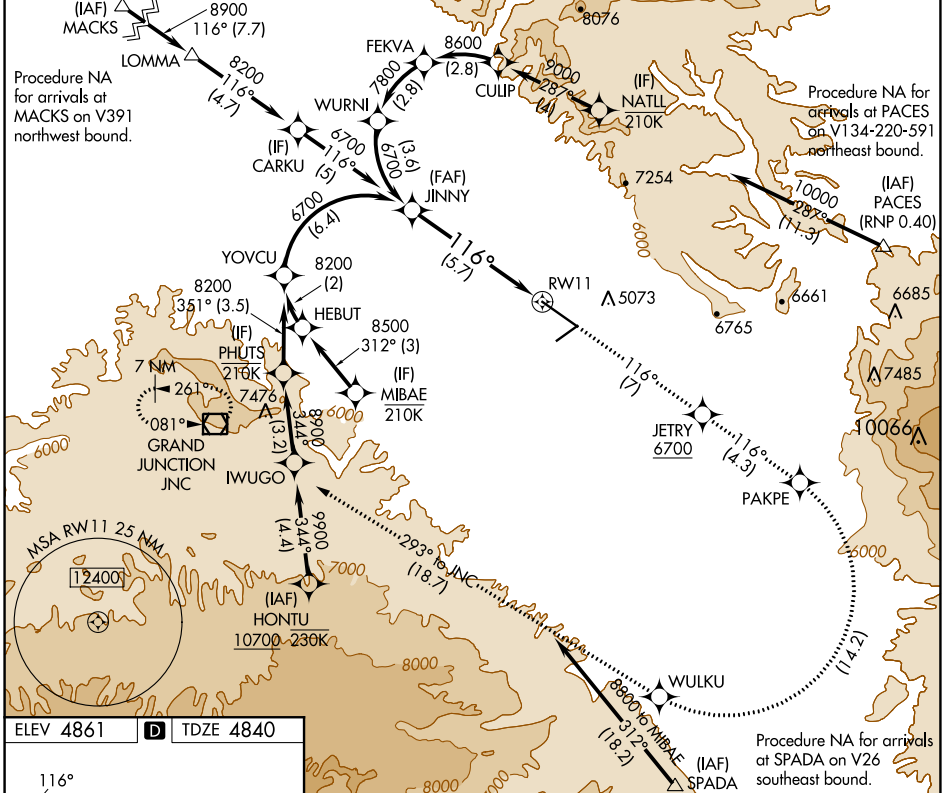 (IAF)
MACKS
8900
116° (7.7)
LOMMA
8200
116°
(4.7)
Procedure NA
for arrivals at
MACKS on V391
northwest bound.
(IF)
CARKU
6700
116°
(5)
FEKVA
8600
(2.8)
CULIP
7800
(2.8)
WURNI
6700
(3.6)
8076
9000
287°
(4)
(IF)
NATLL
210K
Procedure NA for
arrivals at PACES
on V134-220-591
northeast bound.
7254
6000
10000
287°
(11.3)
(IAF)
PACES
(RNP 0.40)
(FAF)
JINNY
6700
(6.4)
116°
(5.7)
YOVCU
8200
(2)
8200
351° (3.5)
HEBUT
8500
312° (3)
(IF)
PHUTS
210K
(IF)
MIBAE
210K
RW11
5073
6661
6765
6685
7485
10066
7 NM
261°
081°
7476
6000
GRAND
JUNCTION
JNC
6000
8900
344°
(3.2)
IWUGO
116°
(7)
JETRY
6700
116°
(4.3)
PAKPE
6000
(14.2)
9900
344°
(4.4)
293° to JNC
(18.7)
MSA RW11 25 NM
12400
7000
(IAF)
HONTU
10700 230K
8000
8000
WULKU
8800 to MIBAE
312°
(18.2)
(IAF)
SPADA
Procedure NA for arrivals
at SPADA on V26
southeast bound.
ELEV 4861 D TDZE 4840
116°